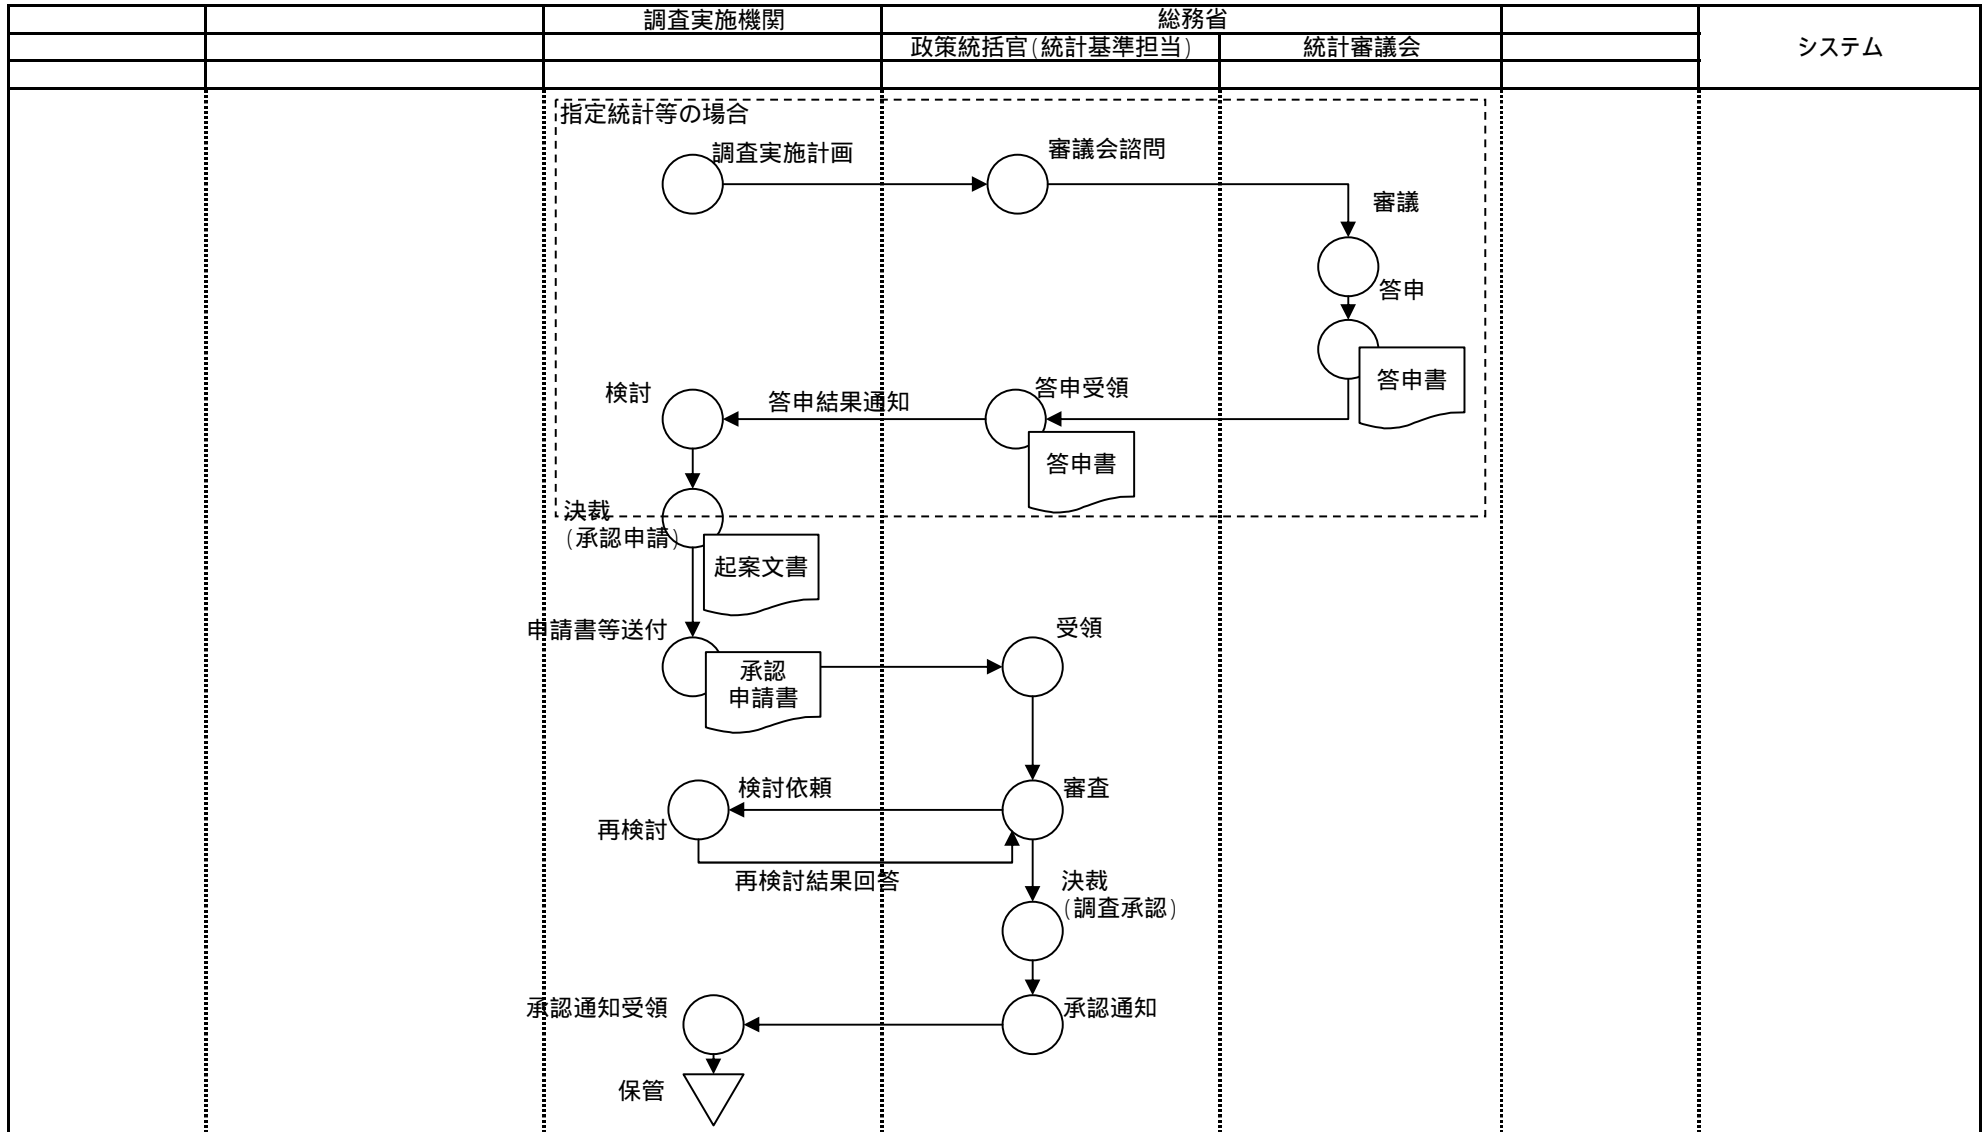 調査実施機関
総務省
政策統括官(統計基準担当)
統計審議会
システム
指定統計等の場合
調査実施計画
審議会諮問
審議
答申
答申書
検討
答申結果通知
答申受領
答申書
決裁
(承認申請)
起案文書
申請書等送付
受領
承認
申請書
検討依頼
審査
再検討
再検討結果回答
決裁
(調査承認)
承認通知受領
承認通知
保管